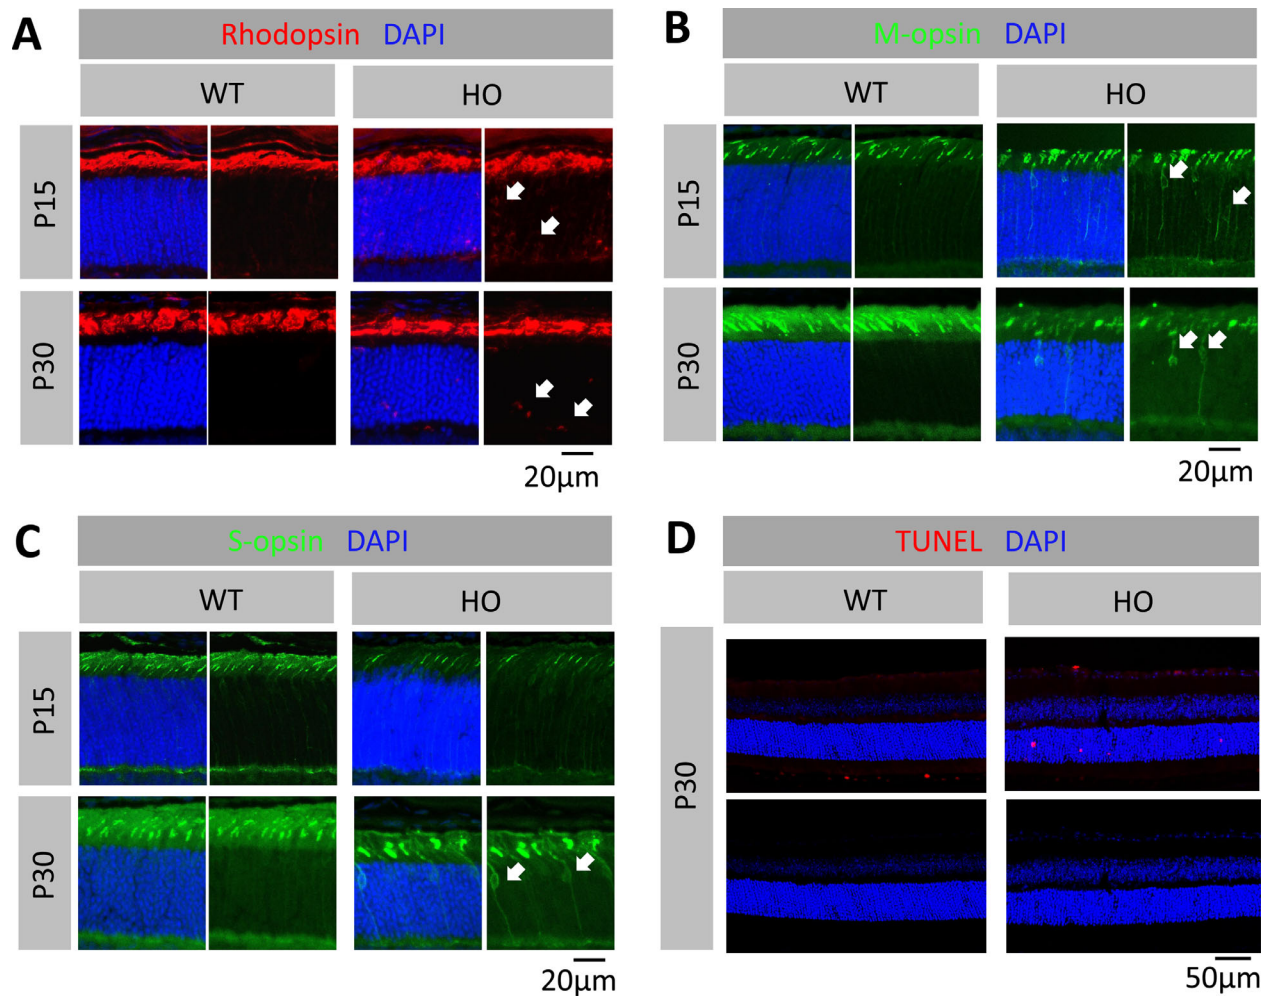 A
Rhodopsin DAPI
WT HO
P15
P30
20µm
B
M-opsin DAPI
WT HO
P15
P30
20µm
C
S-opsin DAPI
WT HO
P15
P30
20µm
D
TUNEL DAPI
WT HO
P30
50µm